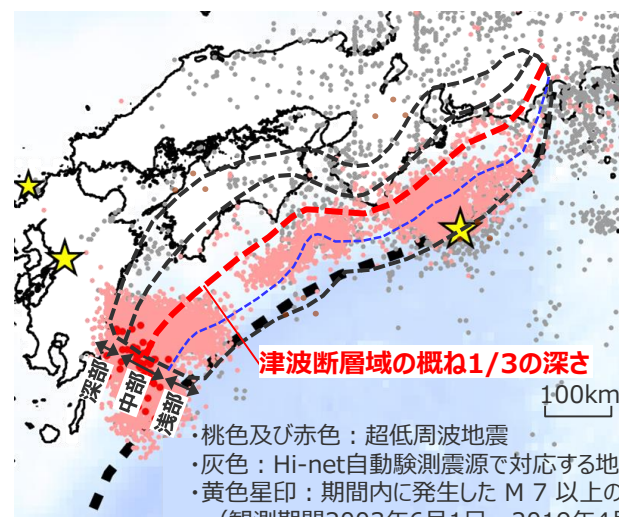 深部
中部
浅部
津波断層域の概ね1/3の深さ
100km
・桃色及び赤色：超低周波地震
・灰色：Hi-net自動験測震源で対応する地
・黄色星印：期間内に発生したＭ７以上の